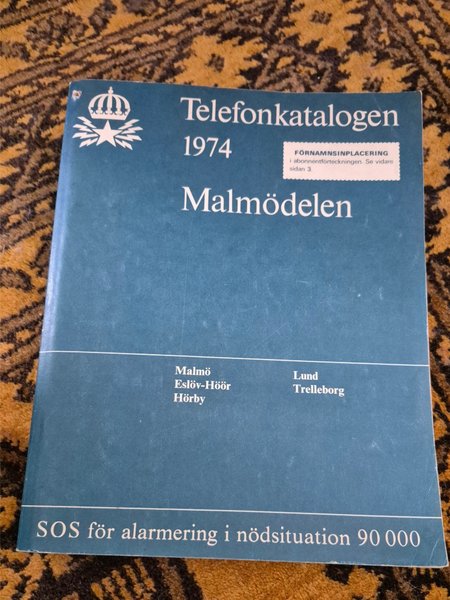 Telefonkatalogen
1974
FÖRNAMNSINPLACERING
i abonnentförteckningen. Se vidare
sidan 3.
Malmödelen
Malmö
Eslöv-Höör
Hörby
Lund
Trelleborg
SOS för alarmering i nödsituation 90 000